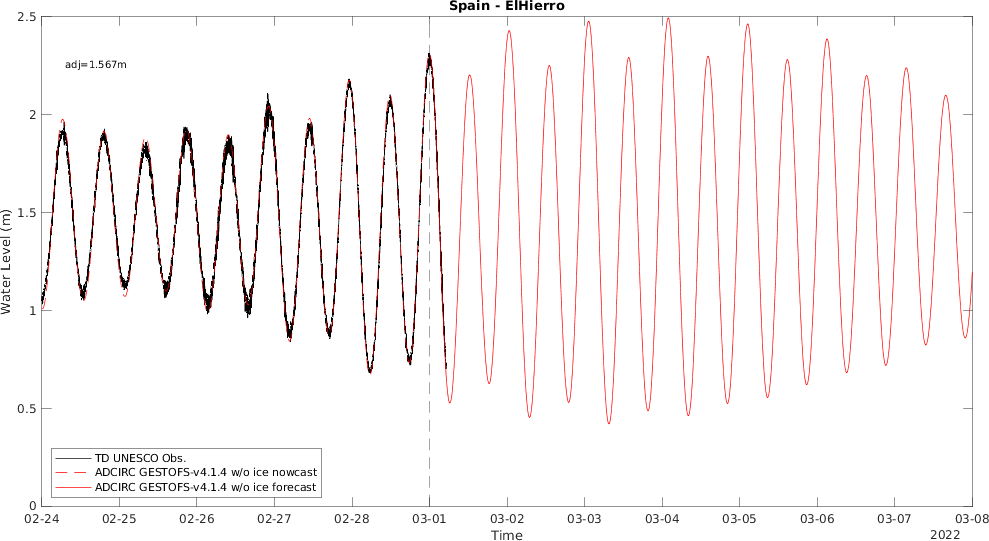 Spain - ElHierro
adj=1.567m
Water Level (m)
2.5
2
1.5
1
0.5
0
TD UNESCO Obs.
ADCIRC GESTOFS-v4.1.4 w/o ice nowcast
ADCIRC GESTOFS-v4.1.4 w/o ice forecast
02-24 02-25 02-26 02-27 02-28 03-01 03-02 03-03 03-04 03-05 03-06 03-07 03-08
Time
2022